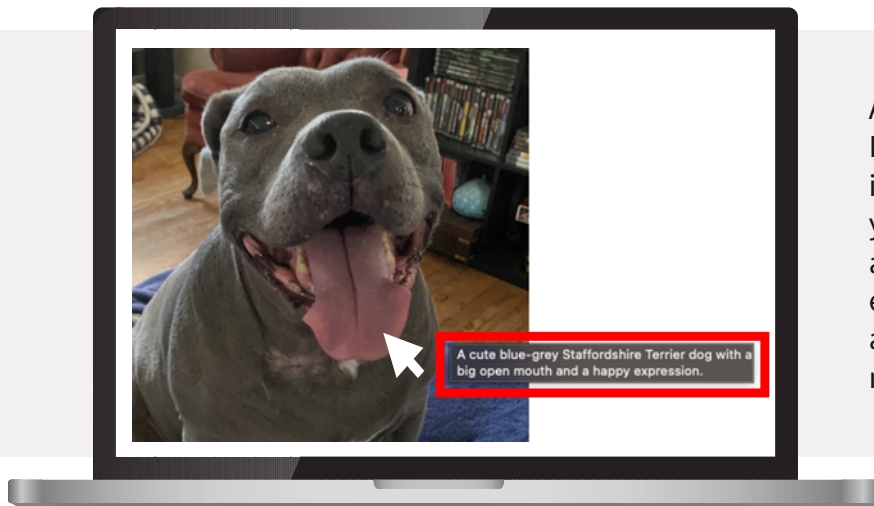 A cute blue-grey Staffordshire Terrier dog with a
big open mouth and a happy expression.